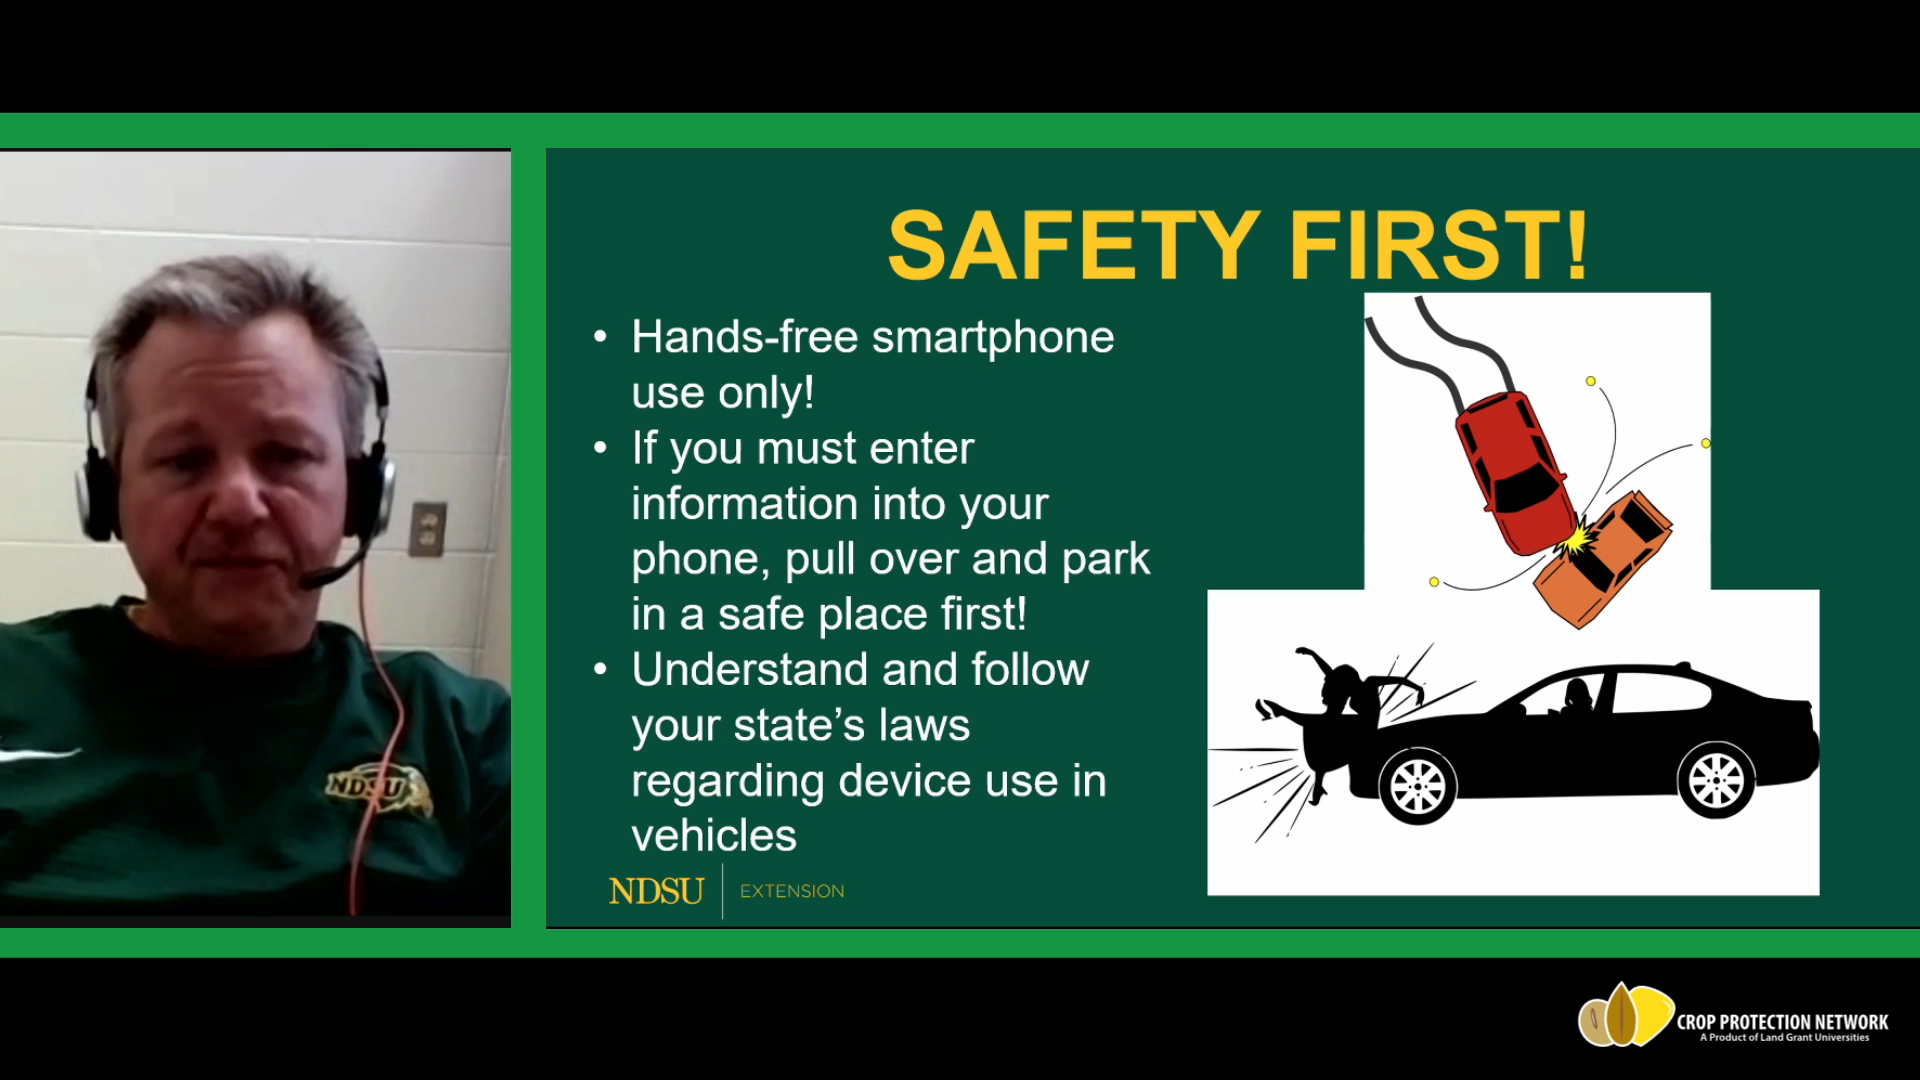 SAFETY FIRST!
• Hands-free smartphone
use only!
• If you must enter
information into your
phone, pull over and park
in a safe place first!
• Understand and follow
your state’s laws
regarding device use in
vehicles
NDSU
NDSU | EXTENSION
CROP PROTECTION NETWORK
A Product of Land Grant Universities